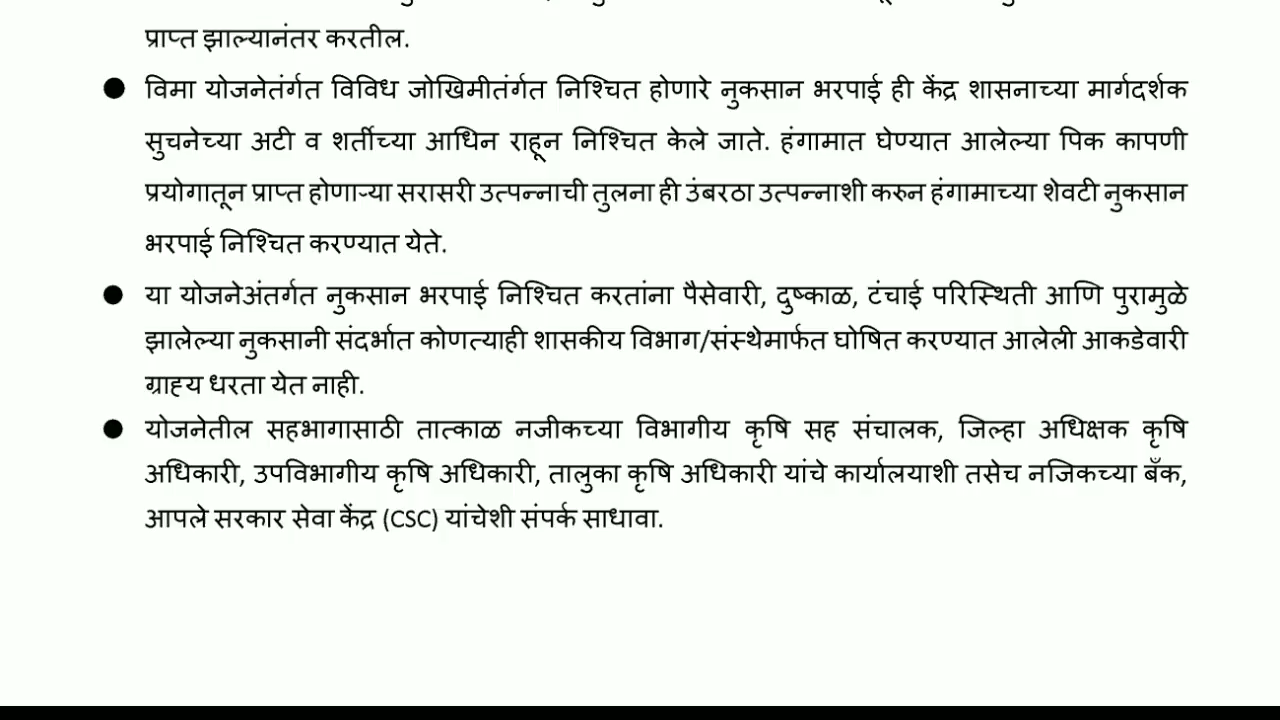 प्राप्त झाल्यानंतर करतील.
● विमा योजनेतंर्गत विविध जोखिमीतंर्गत निश्चित होणारे नुकसान भरपाई ही केंद्र शासनाच्या मार्गदर्शक
सुचनेच्या अटी व शर्तीच्या आधिन राहून निश्चित केले जाते. हंगामात घेण्यात आलेल्या पिक कापणी
प्रयोगातून प्राप्त होणाऱ्या सरासरी उत्पन्नाची तुलना ही उंबरठा उत्पन्नाशी करुन हंगामाच्या शेवटी नुकसान
भरपाई निश्चित करण्यात येते.
● या योजनेअंतर्गत नुकसान भरपाई निश्चित करतांना पैसेवारी, दुष्काळ, टंचाई परिस्थिती आणि पुरामुळे
झालेल्या नुकसानी संदर्भात कोणत्याही शासकीय विभाग/संस्थेमार्फत घोषित करण्यात आलेली आकडेवारी
ग्राह्य धरता येत नाही.
● योजनेतील सहभागासाठी तात्काळ नजीकच्या विभागीय कृषि सह संचालक, जिल्हा अधिक्षक कृषि
अधिकारी, उपविभागीय कृषि अधिकारी, तालुका कृषि अधिकारी यांचे कार्यालयाशी तसेच नजिकच्या बँक,
आपले सरकार सेवा केंद्र (CSC) यांचेशी संपर्क साधावा.